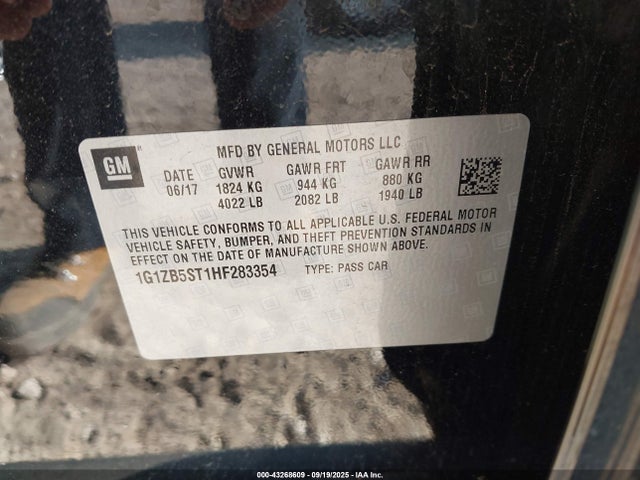 GM
MFD BY GENERAL MOTORS LLC
DATE GVWR GAWR FRT GAWR RR
06/17 1824 KG 944 KG 880 KG
4022 LB 2082 LB 1940 LB
THIS VEHICLE CONFORMS TO ALL APPLICABLE U.S. FEDERAL MOTOR
VEHICLE SAFETY, BUMPER, AND THEFT PREVENTION STANDARDS IN
EFFECT ON THE DATE OF MANUFACTURE SHOWN ABOVE.
1G1ZB5ST1HF283354 TYPE: PASS CAR
000-43268609 - 09/19/2025 - IAA Inc.